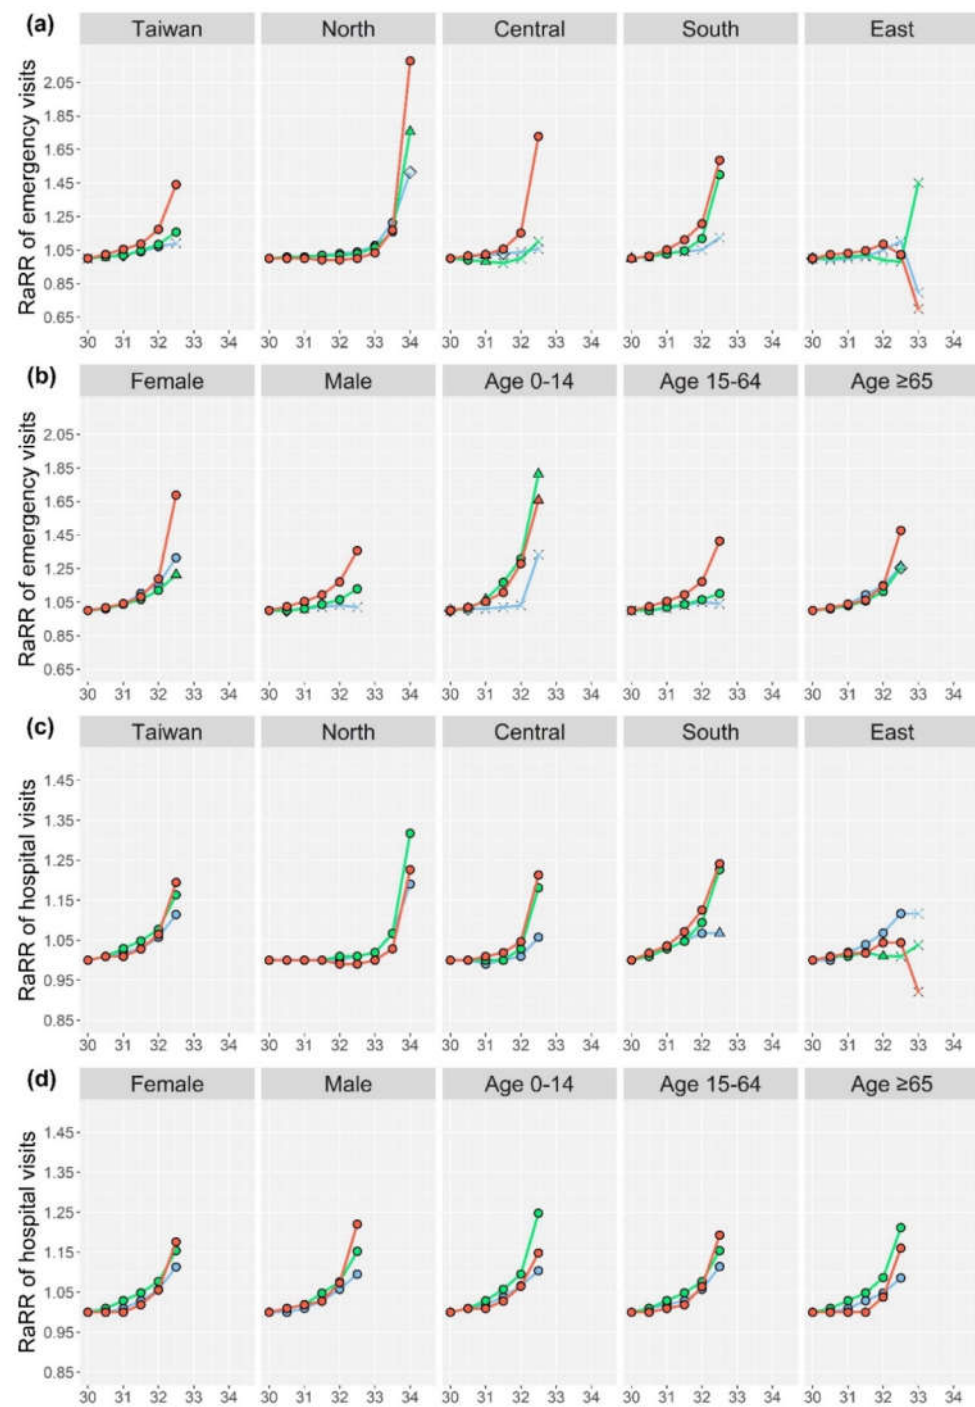 (a)
Taiwan North Central South East
RaRR of emergency visits
2.05
1.85
1.65
1.45
1.25
1.05
0.85
0.65
30 31 32 33 34 30 31 32 33 34 30 31 32 33 34 30 31 32 33 34 30 31 32 33 34
(b)
Female Male Age 0-14 Age 15-64 Age ≥65
RaRR of emergency visits
2.05
1.85
1.65
1.45
1.25
1.05
0.85
0.65
30 31 32 33 34 30 31 32 33 34 30 31 32 33 34 30 31 32 33 34 30 31 32 33 34
(c)
Taiwan North Central South East
RaRR of hospital visits
1.45
1.35
1.25
1.15
1.05
0.95
0.85
30 31 32 33 34 30 31 32 33 34 30 31 32 33 34 30 31 32 33 34 30 31 32 33 34
(d)
Female Male Age 0-14 Age 15-64 Age ≥65
RaRR of hospital visits
1.45
1.35
1.25
1.15
1.05
0.95
0.85
30 31 32 33 34 30 31 32 33 34 30 31 32 33 34 30 31 32 33 34 30 31 32 33 34